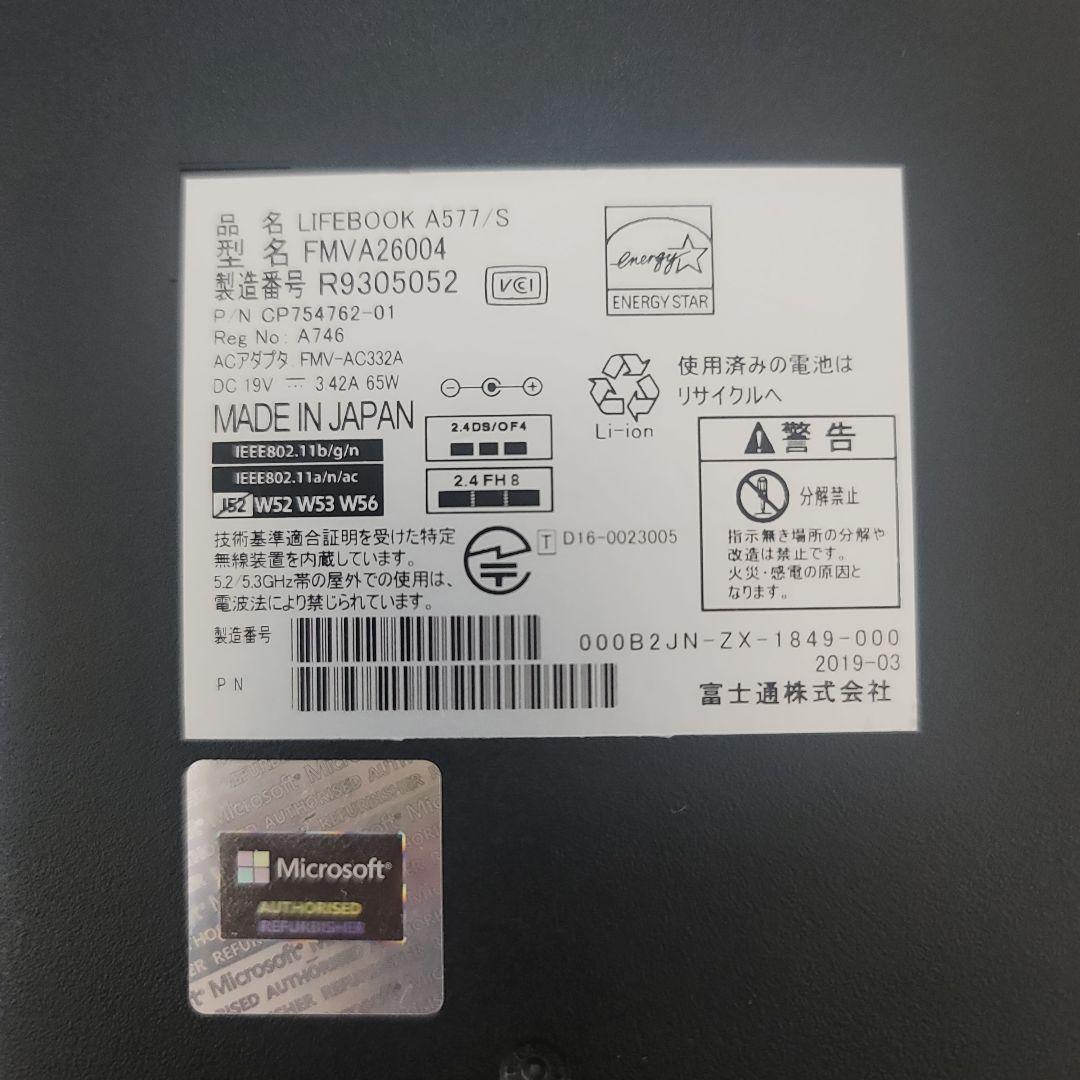 品 名 LIFEBOOK A577/S
型 名 FMVA26004
製造番号 R9305052
VCI
P/N CP754762-01
Reg No: A746
ACアダプタ FMV-AC332A
DC 19V 3.42A 65W
MADE IN JAPAN
IEEE802.11b/g/n
IEEE802.11a/n/ac
J52 W52 W53 W56
2.4DS/OF4
2.4FH8
energy
ENERGY STAR
使用済みの電池は
リサイクルへ
Li-ion
警告
分解禁止
指示無き場所の分解や
改造は禁止です。
火災・感電の原因と
なります。
技術基準適合証明を受けた特定
無線装置を内蔵しています。
5.2/5.3GHz帯の屋外での使用は、
電波法により禁じられています。
T D16-0023005
製造番号
PN
000B2JN-ZX-1849-000
2019-03
富士通株式会社
Microsoft
AUTHORISED
REFURBISHER